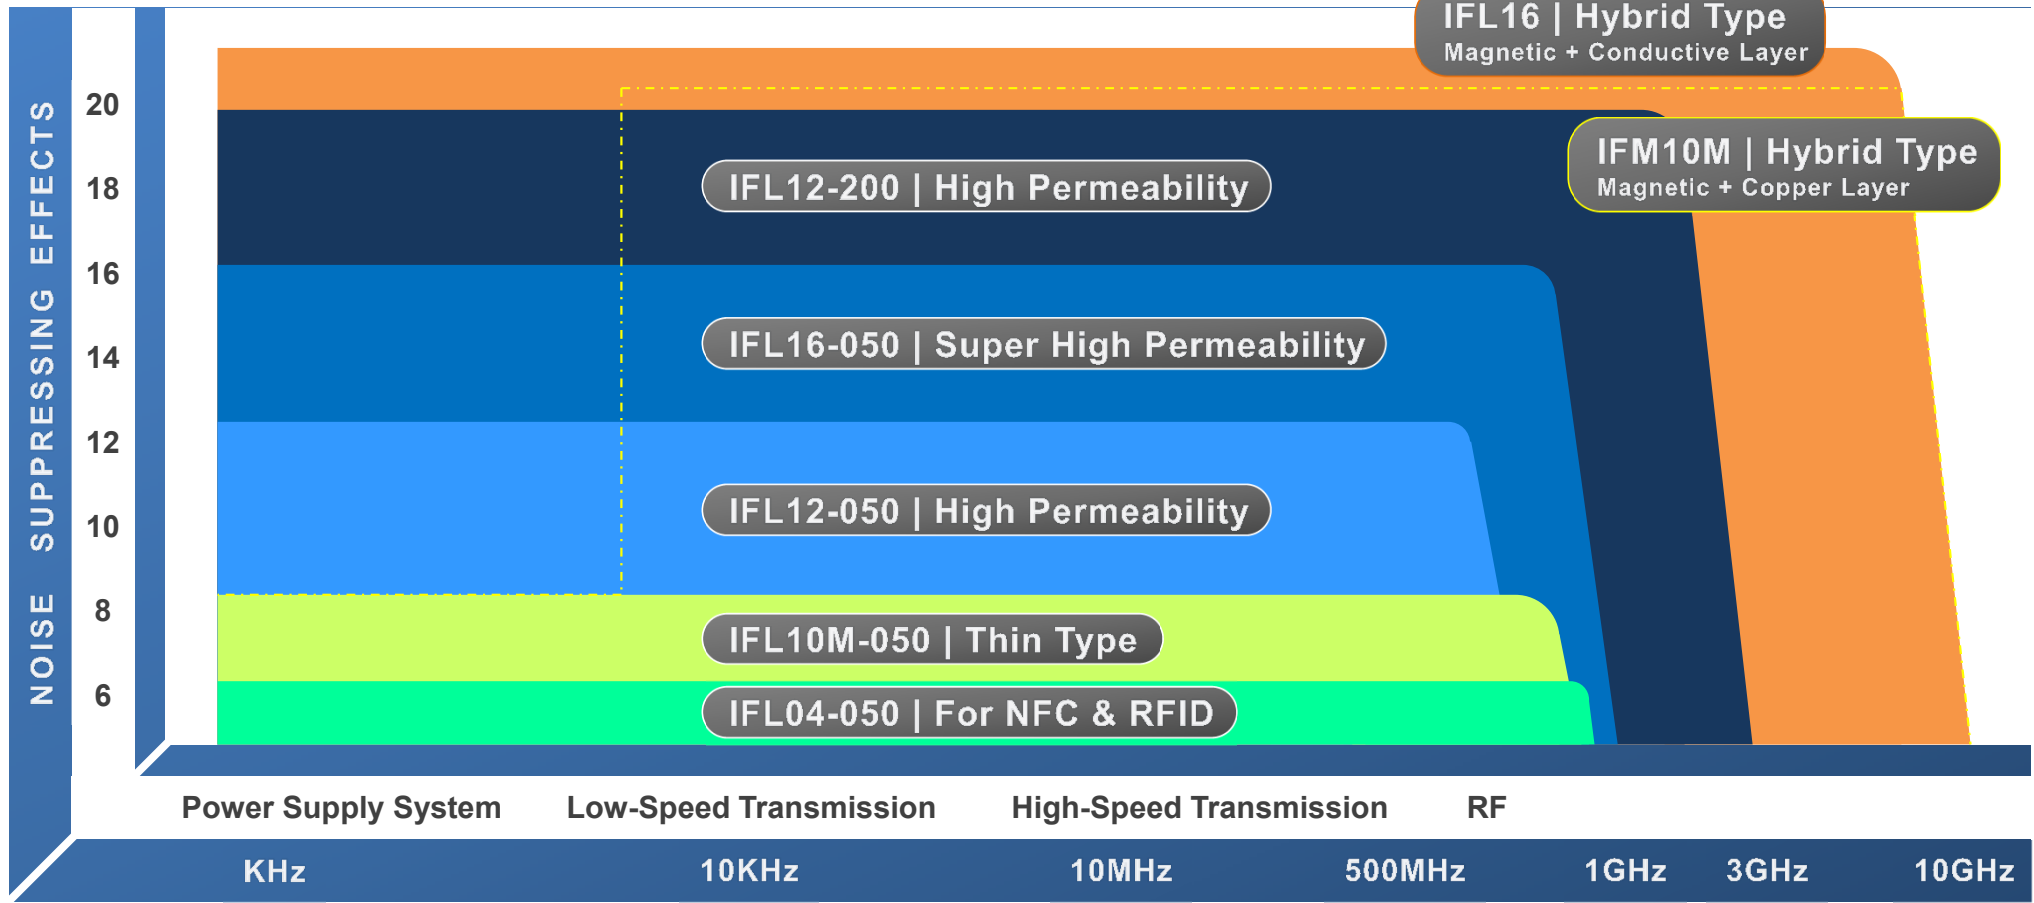 IFL16 | Hybrid Type
Magnetic + Conductive Layer
IFM10M | Hybrid Type
Magnetic + Copper Layer
IFL12-200 | High Permeability
IFL16-050 | Super High Permeability
IFL12-050 | High Permeability
IFL10M-050 | Thin Type
IFL04-050 | For NFC & RFID
NOISE SUPPRESSING EFFECTS
20
18
16
14
12
10
8
6
Power Supply System Low-Speed Transmission High-Speed Transmission RF
KHz 10KHz 10MHz 500MHz 1GHz 3GHz 10GHz